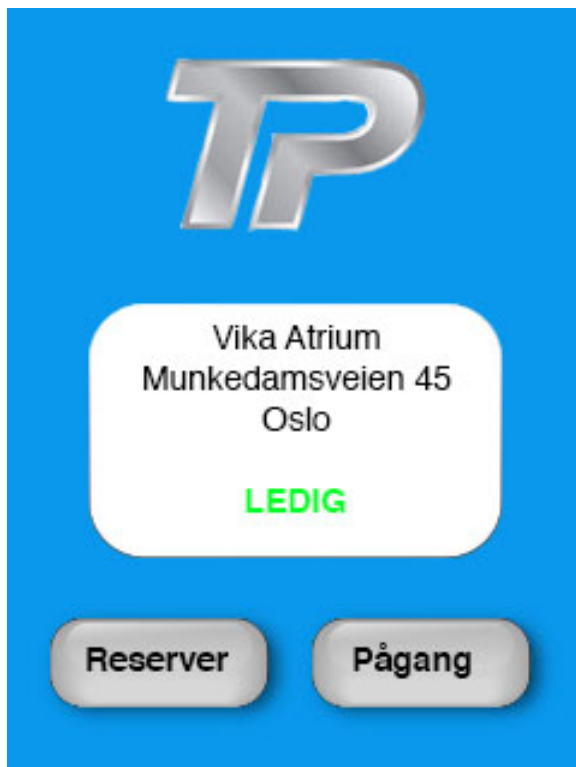 TP
Vika Atrium
Munkedamsveien 45
Oslo
LEDIG
Reserver
Pågang